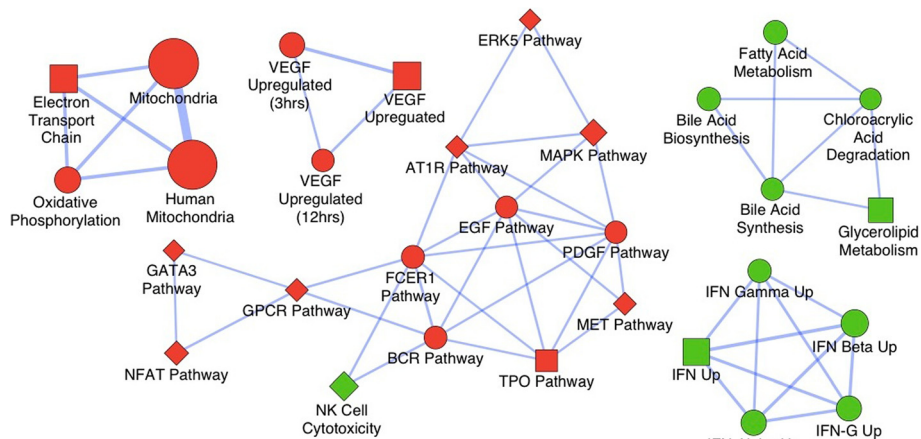 Electron
Transport
Chain
Mitochondria
Oxidative
Phosphorylation
Human
Mitochondria
VEGF
Upregulated
(3hrs)
VEGF
Upreguated
VEGF
Upregulated
(12hrs)
ERK5 Pathway
AT1R Pathway
MAPK Pathway
EGF Pathway
PDGF Pathway
FCER1
Pathway
GATA3
Pathway
GPCR Pathway
NFAT Pathway
BCR Pathway
MET Pathway
TPO Pathway
NK Cell
Cytotoxicity
Fatty Acid
Metabolism
Bile Acid
Biosynthesis
Chloroacrylic
Acid
Degradation
Bile Acid
Synthesis
Glycerolipid
Metabolism
IFN Gamma Up
IFN Beta Up
IFN Up
IFN-G Up